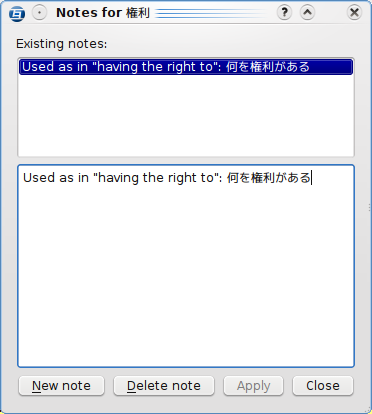 Notes for 権利
Existing notes:
Used as in "having the right to": 何を権利がある
Used as in "having the right to": 何を権利がある
New note Delete note Apply Close